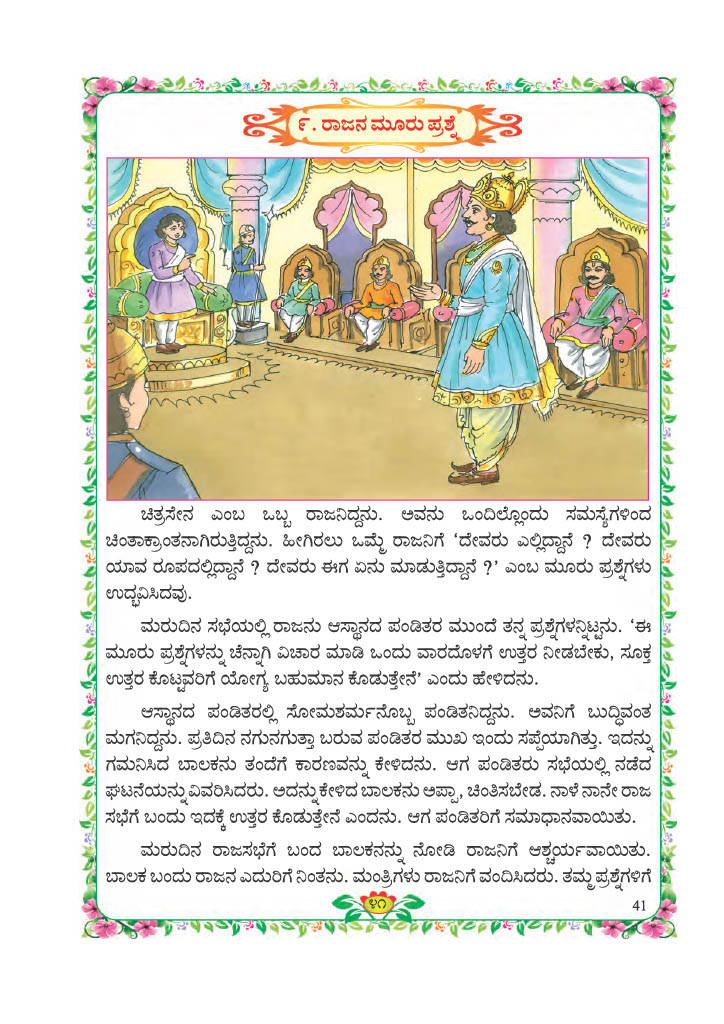 ೯. ರಾಜನ ಮೂರು ಪ್ರಶ್ನೆ
ಚಿತ್ರಸೇನ ಎಂಬ ಒಬ್ಬ ರಾಜನಿದ್ದನು. ಅವನು ಒಂದಿಲ್ಲೊಂದು ಸಮಸ್ಯೆಗಳಿಂದ
ಚಿಂತಾಕ್ರಾಂತನಾಗಿರುತ್ತಿದ್ದನು. ಹೀಗಿರಲು ಒಮ್ಮೆ ರಾಜನಿಗೆ ‘ದೇವರು ಎಲ್ಲಿದ್ದಾನೆ ? ದೇವರು
ಯಾವ ರೂಪದಲ್ಲಿದ್ದಾನೆ ? ದೇವರು ಈಗ ಏನು ಮಾಡುತ್ತಿದ್ದಾನೆ ?’ ಎಂಬ ಮೂರು ಪ್ರಶ್ನೆಗಳು
ಉದ್ಭವಿಸಿದವು.
ಮರುದಿನ ಸಭೆಯಲ್ಲಿ ರಾಜನು ಆಸ್ಥಾನದ ಪಂಡಿತರ ಮುಂದೆ ತನ್ನ ಪ್ರಶ್ನೆಗಳನ್ನಿಟ್ಟನು. ‘ಈ
ಮೂರು ಪ್ರಶ್ನೆಗಳನ್ನು ಚೆನ್ನಾಗಿ ವಿಚಾರ ಮಾಡಿ ಒಂದು ವಾರದೊಳಗೆ ಉತ್ತರ ನೀಡಬೇಕು, ಸೂಕ್ತ
ಉತ್ತರ ಕೊಟ್ಟವರಿಗೆ ಯೋಗ್ಯ ಬಹುಮಾನ ಕೊಡುತ್ತೇನೆ’ ಎಂದು ಹೇಳಿದನು.
ಆಸ್ಥಾನದ ಪಂಡಿತರಲ್ಲಿ ಸೋಮಶರ್ಮನೊಬ್ಬ ಪಂಡಿತನಿದ್ದನು. ಅವನಿಗೆ ಬುದ್ಧಿವಂತ
ಮಗನಿದ್ದನು. ಪ್ರತಿದಿನ ನಗುನಗುತ್ತಾ ಬರುವ ಪಂಡಿತರ ಮುಖ ಇಂದು ಸಪ್ಪೆಯಾಗಿತ್ತು. ಇದನ್ನು
ಗಮನಿಸಿದ ಬಾಲಕನು ತಂದೆಗೆ ಕಾರಣವನ್ನು ಕೇಳಿದನು. ಆಗ ಪಂಡಿತರು ಸಭೆಯಲ್ಲಿ ನಡೆದ
ಘಟನೆಯನ್ನು ವಿವರಿಸಿದರು. ಅದನ್ನು ಕೇಳಿದ ಬಾಲಕನು ಅಪ್ಪಾ, ಚಿಂತಿಸಬೇಡ. ನಾಳೆ ನಾನೇ ರಾಜ
ಸಭೆಗೆ ಬಂದು ಇದಕ್ಕೆ ಉತ್ತರ ಕೊಡುತ್ತೇನೆ ಎಂದನು. ಆಗ ಪಂಡಿತರಿಗೆ ಸಮಾಧಾನವಾಯಿತು.
ಮರುದಿನ ರಾಜಸಭೆಗೆ ಬಂದ ಬಾಲಕನನ್ನು ನೋಡಿ ರಾಜನಿಗೆ ಆಶ್ಚರ್ಯವಾಯಿತು.
ಬಾಲಕ ಬಂದು ರಾಜನ ಎದುರಿಗೆ ನಿಂತನು. ಮಂತ್ರಿಗಳು ರಾಜನಿಗೆ ವಂದಿಸಿದರು. ತಮ್ಮ ಪ್ರಶ್ನೆಗಳಿಗೆ
೪೧
41